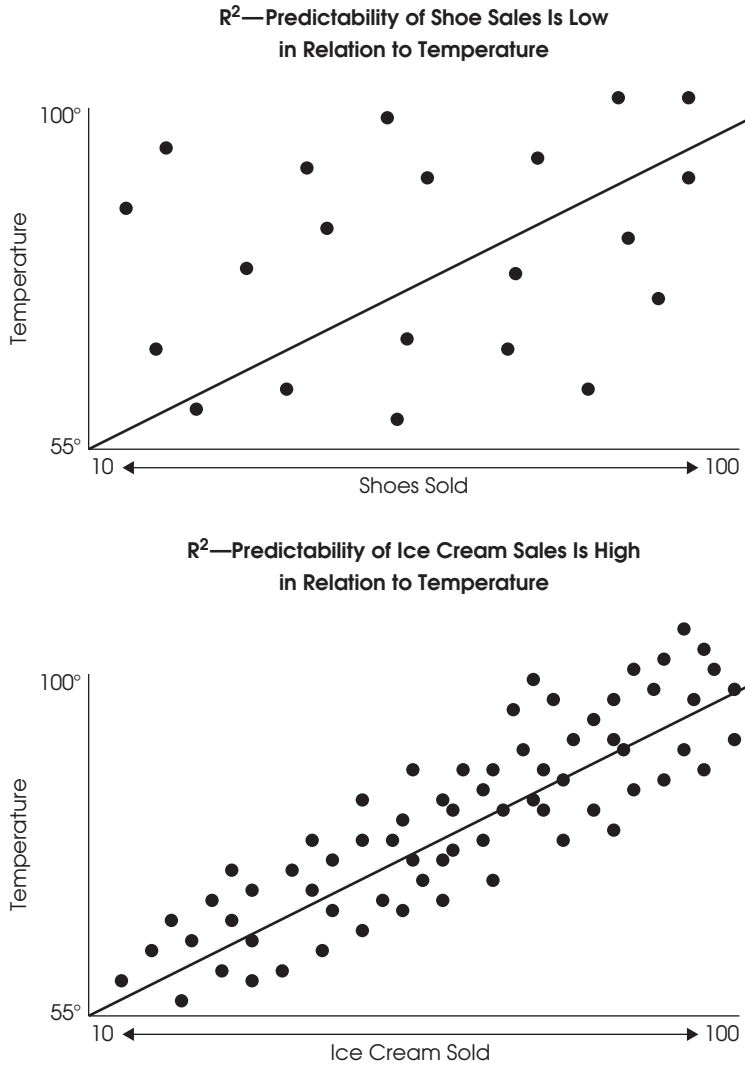 R²—Predictability of Shoe Sales Is Low
in Relation to Temperature
100°
Temperature
55°
10
100
Shoes Sold
R²—Predictability of Ice Cream Sales Is High
in Relation to Temperature
100°
Temperature
55°
10
100
Ice Cream Sold